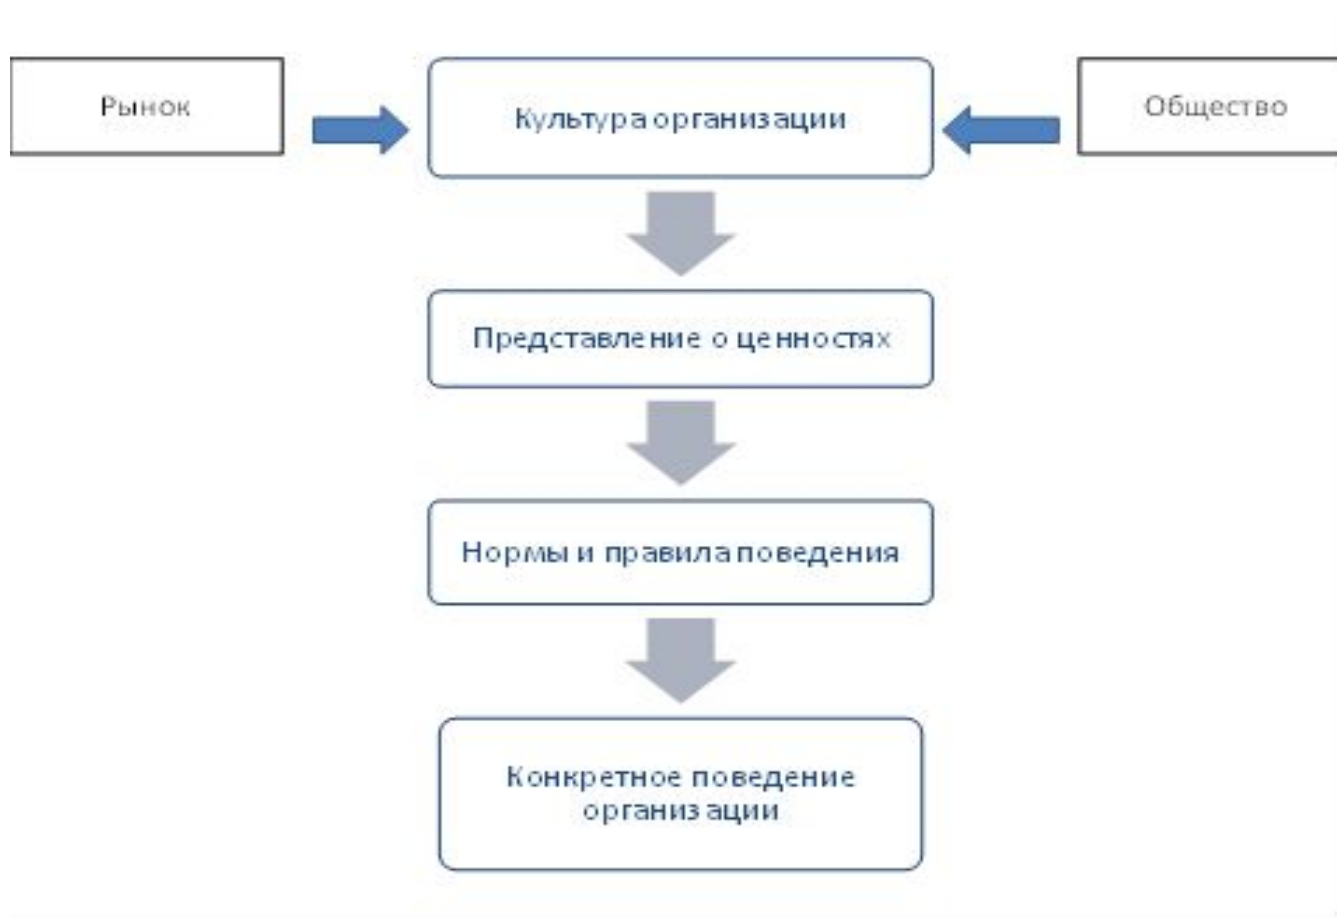 Рынок
Культура организации
Общество
Представление о ценностях
Нормы и правила поведения
Конкретное поведение
организации